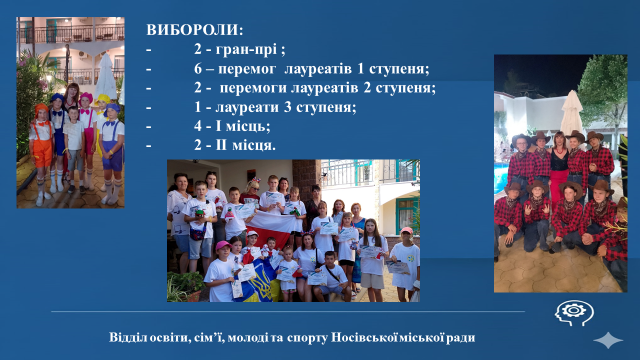 ВИБОРОЛИ:
- 2 - гран-прі ;
- 6 – перемог лауреатів 1 ступеня;
- 2 - перемоги лауреатів 2 ступеня;
- 1 - лауреати 3 ступеня;
- 4 - І місць;
- 2 - ІІ місця.
Відділ освіти, сім’ї, молоді та спорту Носівської міської ради